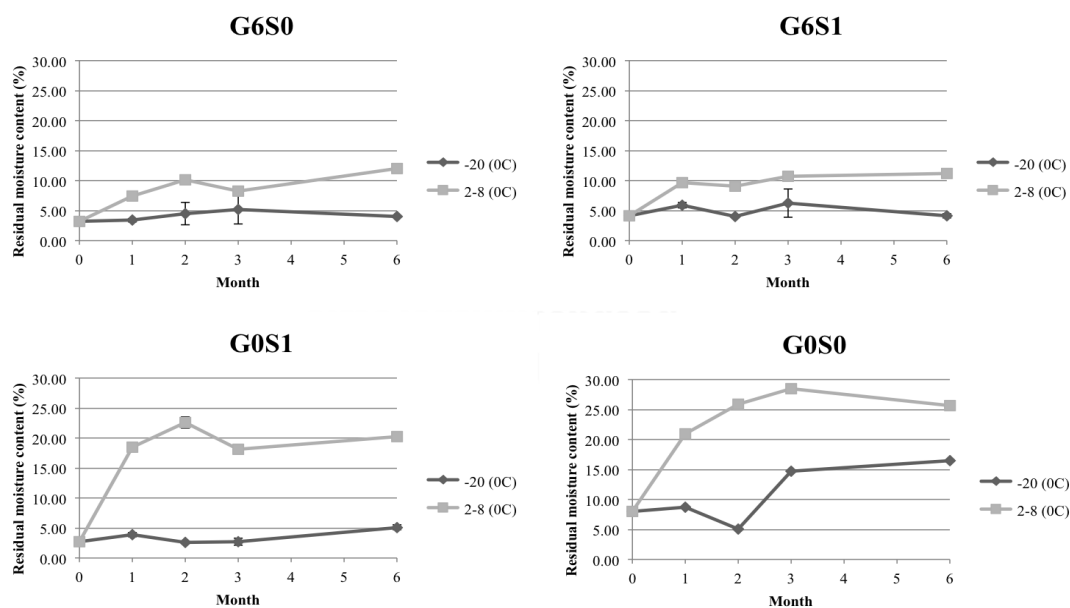 G6S0
Residual moisture content (%)
30.00
25.00
20.00
15.00
10.00
5.00
0.00
0 1 2 3 4 5 6
Month
-20 (0C)
2-8 (0C)
G6S1
Residual moisture content (%)
30.00
25.00
20.00
15.00
10.00
5.00
0.00
0 1 2 3 4 5 6
Month
-20 (0C)
2-8 (0C)
G0S1
Residual moisture content (%)
30.00
25.00
20.00
15.00
10.00
5.00
0.00
0 1 2 3 4 5 6
Month
-20 (0C)
2-8 (0C)
G0S0
Residual moisture content (%)
30.00
25.00
20.00
15.00
10.00
5.00
0.00
0 1 2 3 4 5 6
Month
-20 (0C)
2-8 (0C)